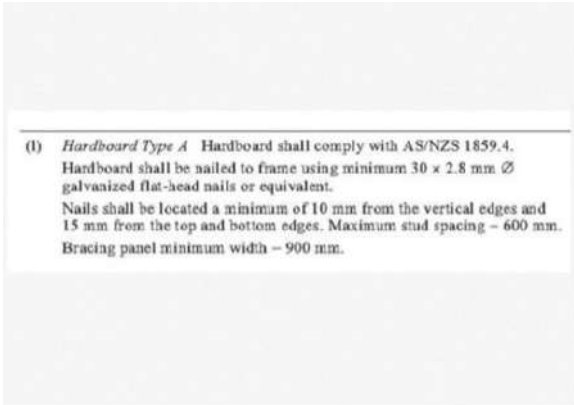 (l) Hardboard Type A Hardboard shall comply with AS/NZS 1859.4.
Hardboard shall be nailed to frame using minimum 30 x 2.8 mm Ø
galvanized flat-head nails or equivalent.
Nails shall be located a minimum of 10 mm from the vertical edges and
15 mm from the top and bottom edges. Maximum stud spacing – 600 mm.
Bracing panel minimum width – 900 mm.